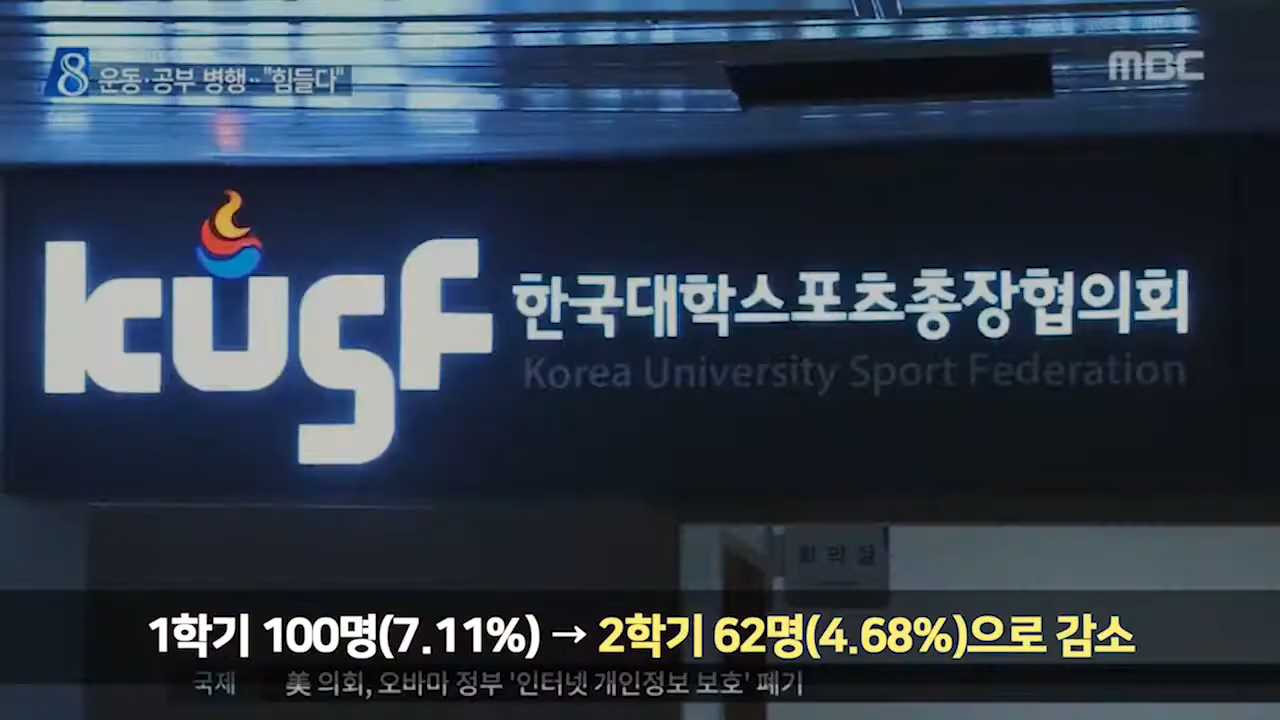 8 운동·공부 병행··"힘들다"
MBC
kusf
한국대학스포츠총장협의회
Korea University Sport Federation
회의실
1학기 100명(7.11%) → 2학기 62명(4.68%)으로 감소
국제 美 의회, 오바마 정부 '인터넷 개인정보 보호' 폐기